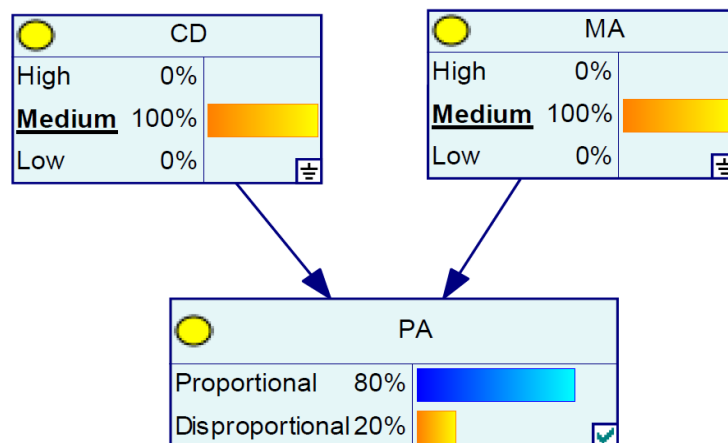 CD
High 0%
Medium 100%
Low 0%
MA
High 0%
Medium 100%
Low 0%
PA
Proportional 80%
Disproportional 20%